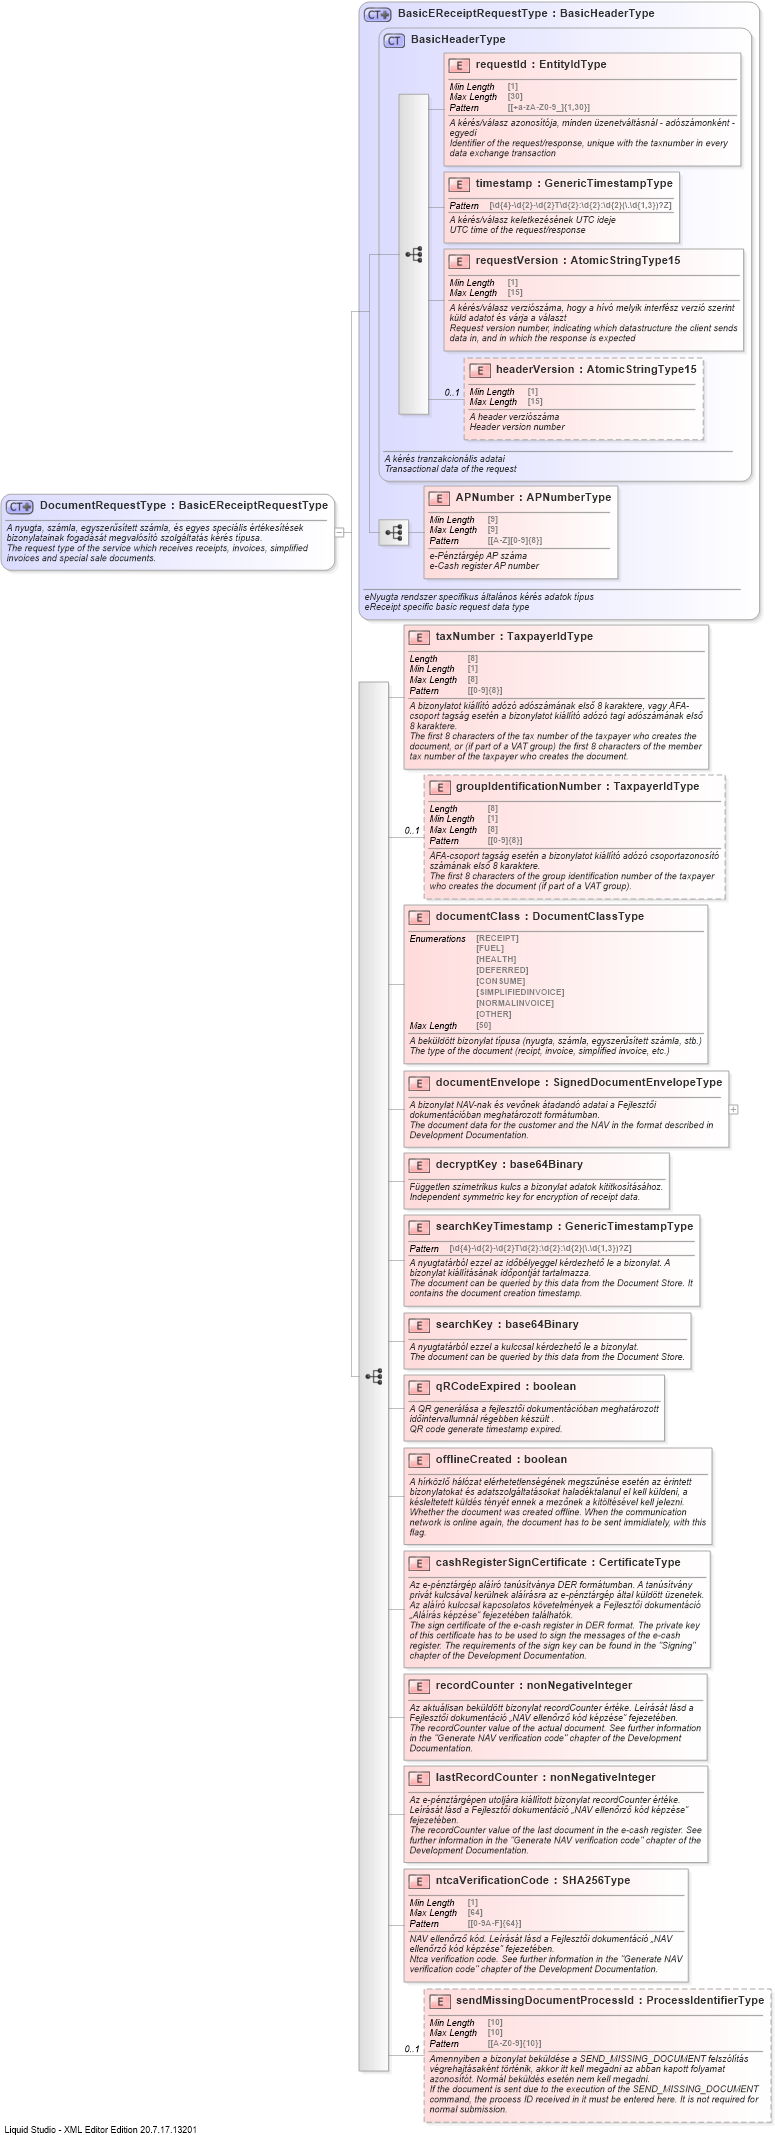 CT BasicEReceiptRequestType : BasicHeaderType
CT BasicHeaderType
E requestId : EntityIdType
Min Length [1]
Max Length [30]
Pattern [[+a-zA-Z0-9_]{1,30}]
A kérés/válasz azonosítója, minden üzenetváltásnál - adószámonként -
egyedi
Identifier of the request/response, unique with the taxnumber in every
data exchange transaction
E timestamp : GenericTimestampType
Pattern [\d{4}-\d{2}-\d{2}T\d{2}:\d{2}:\d{2}(\.\d{1,3})?Z]
A kérés/válasz keletkezésének UTC ideje
UTC time of the request/response
E requestVersion : AtomicStringType15
Min Length [1]
Max Length [15]
A kérés/válasz verziószáma, hogy a hívó melyik interfész verzió szerint
küld adatot és várja a választ
Request version number, indicating which datastructure the client sends
data in, and in which the response is expected
E headerVersion : AtomicStringType15
0..1
Min Length [1]
Max Length [15]
A header verziószáma
Header version number
A kérés tranzakcionális adatai
Transactional data of the request
CT DocumentRequestType : BasicEReceiptRequestType
A nyugta, számla, egyszerűsített számla, és egyes speciális értékesítések
bizonylatainak fogadását megvalósító szolgáltatás kérés típusa.
The request type of the service which receives receipts, invoices, simplified
invoices and special sale documents.
E APNumber : APNumberType
Min Length [9]
Max Length [9]
Pattern [[A-Z][0-9]{8}]
e-Pénztárgép AP száma
e-Cash register AP number
eNyugta rendszer specifikus általános kérés adatok típus
eReceipt specific basic request data type
E taxNumber : TaxpayerIdType
Length [8]
Min Length [1]
Max Length [8]
Pattern [[0-9]{8}]
A bizonylatot kiállító adózó adószámának első 8 karaktere, vagy ÁFA-
csoport tagság esetén a bizonylatot kiállító adózó tagi adószámának első
8 karaktere.
The first 8 characters of the tax number of the taxpayer who creates the
document, or (if part of a VAT group) the first 8 characters of the member
tax number of the taxpayer who creates the document.
E groupIdentificationNumber : TaxpayerIdType
Length [8]
Min Length [1]
0..1
Max Length [8]
Pattern [[0-9]{8}]
ÁFA-csoport tagság esetén a bizonylatot kiállító adózó csoportazonosító
számának első 8 karaktere.
The first 8 characters of the group identification number of the taxpayer
who creates the document (if part of a VAT group).
E documentClass : DocumentClassType
Enumerations [RECEIPT]
[FUEL]
[HEALTH]
[DEFERRED]
[CONSUME]
[SIMPLIFIEDINVOICE]
[NORMALINVOICE]
[OTHER]
Max Length [50]
A beküldött bizonylat típusa (nyugta, számla, egyszerűsített számla, stb.)
The type of the document (recipt, invoice, simplified invoice, etc.)
E documentEnvelope : SignedDocumentEnvelopeType
A bizonylat NAV-nak és vevőnek átadandó adatai a Fejlesztői
dokumentációban meghatározott formátumban.
The document data for the customer and the NAV in the format described in
Development Documentation.
E decryptKey : base64Binary
Független szimetrikus kulcs a bizonylat adatok kititkosításához.
Independent symmetric key for encryption of receipt data.
E searchKeyTimestamp : GenericTimestampType
Pattern [\d{4}-\d{2}-\d{2}T\d{2}:\d{2}:\d{2}(\.\d{1,3})?Z]
A nyugtatárból ezzel az időbélyeggel kérdezhető le a bizonylat. A
bizonylat kiállításának időpontját tartalmazza.
The document can be queried by this data from the Document Store. It
contains the document creation timestamp.
E searchKey : base64Binary
A nyugtatárból ezzel a kulccsal kérdezhető le a bizonylat.
The document can be queried by this data from the Document Store.
E qRCodeExpired : boolean
A QR generálása a fejlesztői dokumentációban meghatározott
időintervallumnál régebben készült .
QR code generate timestamp expired.
E offlineCreated : boolean
A hírközlő hálózat elérhetetlenségének megszűnése esetén az érintett
bizonylatokat és adatszolgáltatásokat haladéktalanul el kell küldeni, a
késleltetett küldés tényét ennek a mezőnek a kitöltésével kell jelezni.
Whether the document was created offline. When the communication
network is online again, the document has to be sent immidiately, with this
flag.
E cashRegisterSignCertificate : CertificateType
Az e-pénztárgép aláíró tanúsítványa DER formátumban. A tanúsítvány
privát kulcsával kerülnek aláírásra az e-pénztárgép által küldött üzenetek.
Az aláíró kulccsal kapcsolatos követelmények a Fejlesztői dokumentáció
„Aláírás képzése" fejezetében találhatók.
The sign certificate of the e-cash register in DER format. The private key
of this certificate has to be used to sign the messages of the e-cash
register. The requirements of the sign key can be found in the "Signing"
chapter of the Development Documentation.
E recordCounter : nonNegativeInteger
Az aktuálisan beküldött bizonylat recordCounter értéke. Leírását lásd a
Fejlesztői dokumentáció „NAV ellenőrző kód képzése" fejezetében.
The recordCounter value of the actual document. See further information
in the "Generate NAV verification code" chapter of the Development
Documentation.
E lastRecordCounter : nonNegativeInteger
Az e-pénztárgépen utoljára kiállított bizonylat recordCounter értéke.
Leírását lásd a Fejlesztői dokumentáció „NAV ellenőrző kód képzése"
fejezetében.
The recordCounter value of the last document in the e-cash register. See
further information in the "Generate NAV verification code" chapter of the
Development Documentation.
E ntcaVerificationCode : SHA256Type
Min Length [1]
Max Length [64]
Pattern [[0-9A-F]{64}]
NAV ellenőrző kód. Leírását lásd a Fejlesztői dokumentáció „NAV
ellenőrző kód képzése" fejezetében.
Ntca verification code. See further information in the "Generate NAV
verification code" chapter of the Development Documentation.
E sendMissingDocumentProcessId : ProcessIdentifierType
Min Length [10]
Max Length [10]
Pattern [[A-Z0-9]{10}]
0..1
Amennyiben a bizonylat beküldése a SEND_MISSING_DOCUMENT felszólítás
végrehajtásaként történik, akkor itt kell megadni az abban kapott folyamat
azonosítót. Normál beküldés esetén nem kell megadni.
If the document is sent due to the execution of the SEND_MISSING_DOCUMENT
command, the process ID received in it must be entered here. It is not required for
normal submission.
Liquid Studio - XML Editor Edition 20.7.17.13201